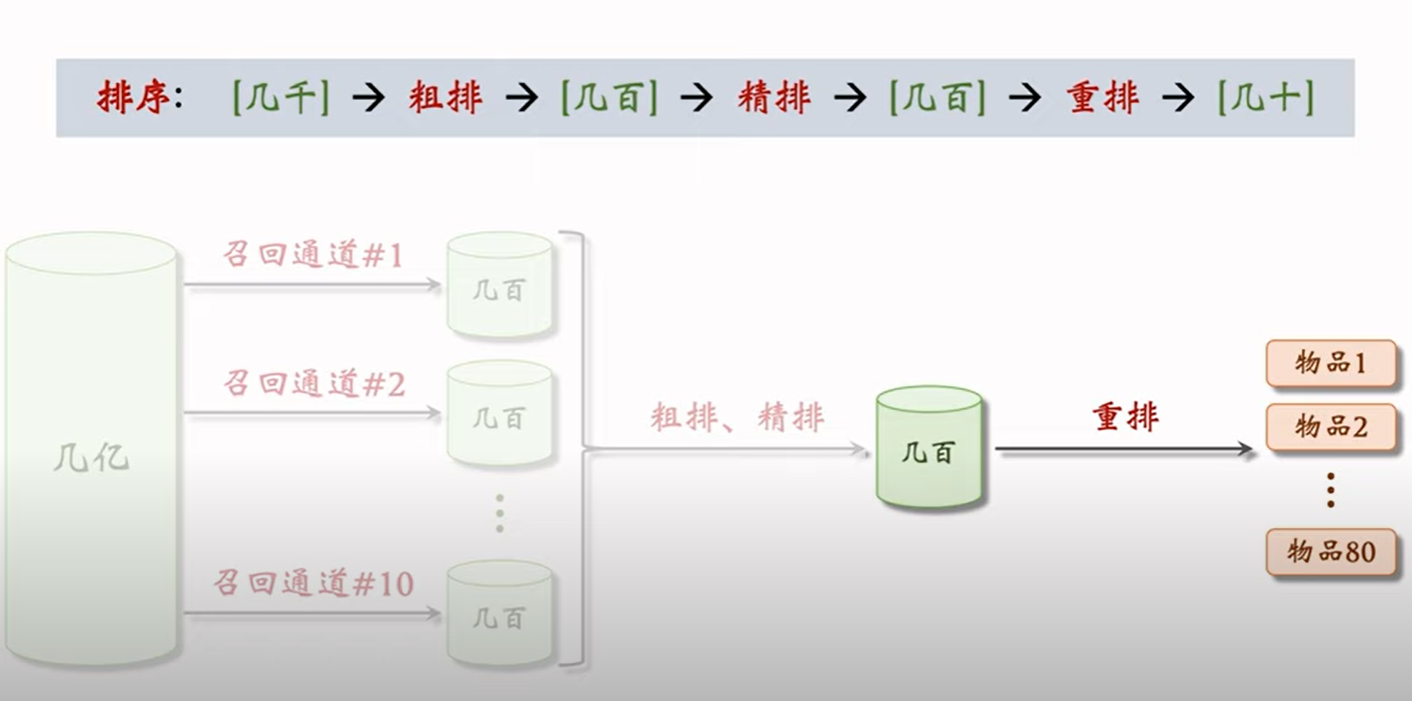 排序: [几千] → 粗排 → [几百] → 精排 → [几百] → 重排 → [几十]
召回通道#1
几百
召回通道#2
几百
几亿
粗排、精排
几百
重排
物品1
物品2
物品80
召回通道#10
几百